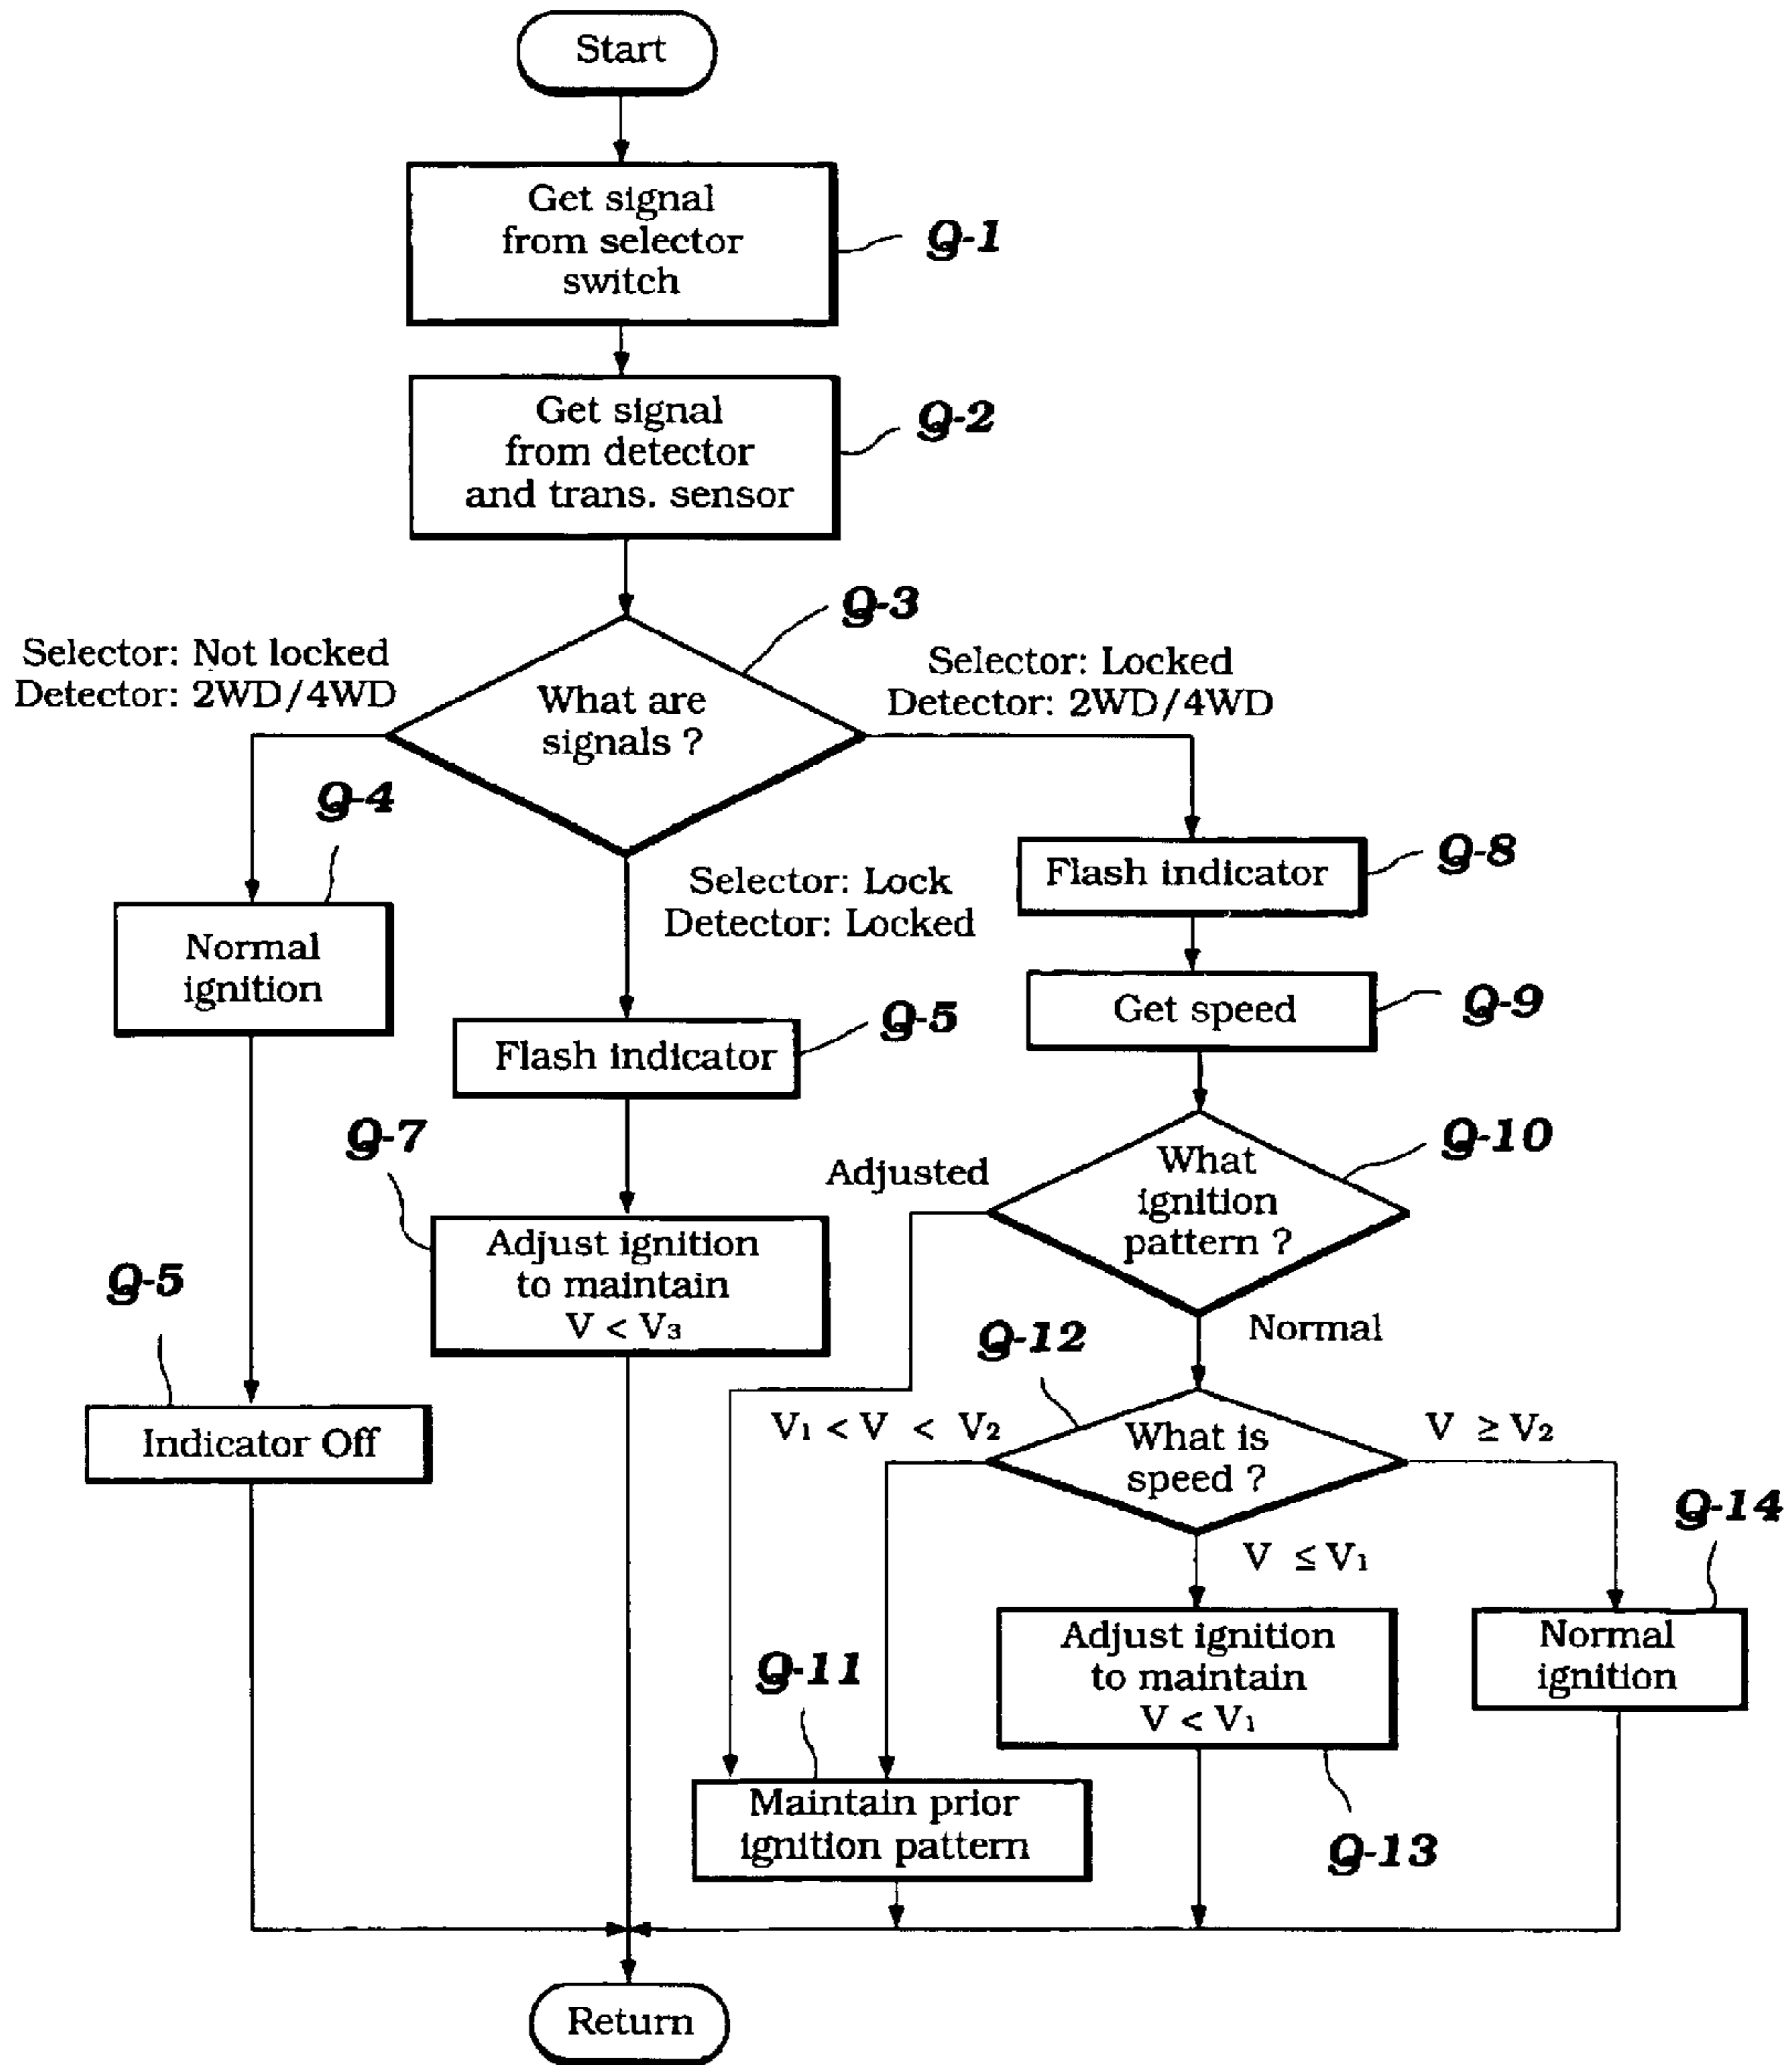 Start
Get signal
from selector
switch
Q-1
Get signal
from detector
and trans. sensor
Q-2
Q-3
What are
signals ?
Selector: Not locked
Detector: 2WD/4WD
Selector: Locked
Detector: 2WD/4WD
Selector: Lock
Detector: Locked
Q-4
Normal
ignition
Q-5
Indicator Off
Flash indicator
Q-5
Q-7
Adjust ignition
to maintain
V < V₃
Flash indicator
Q-8
Get speed
Q-9
What
ignition
pattern ?
Q-10
Adjusted
Normal
Q-12
What is
speed ?
V₁ < V < V₂
V ≥ V₂
V ≤ V₁
Q-11
Maintain prior
ignition pattern
Adjust ignition
to maintain
V < V₁
Q-13
Q-14
Normal
ignition
Return